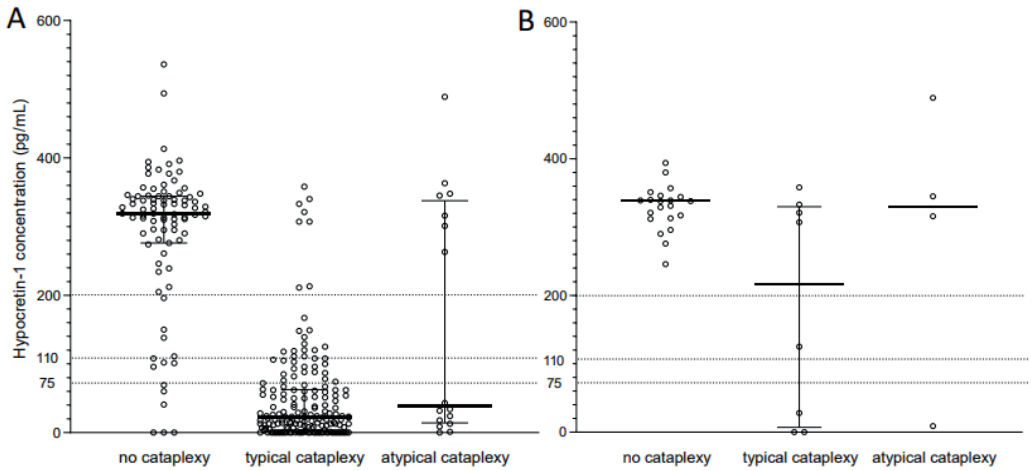 A
B
Hypocretin-1 concentration (pg/mL)
600
400
200
110
75
0
no cataplexy typical cataplexy atypical cataplexy
600
400
200
110
75
0
no cataplexy typical cataplexy atypical cataplexy